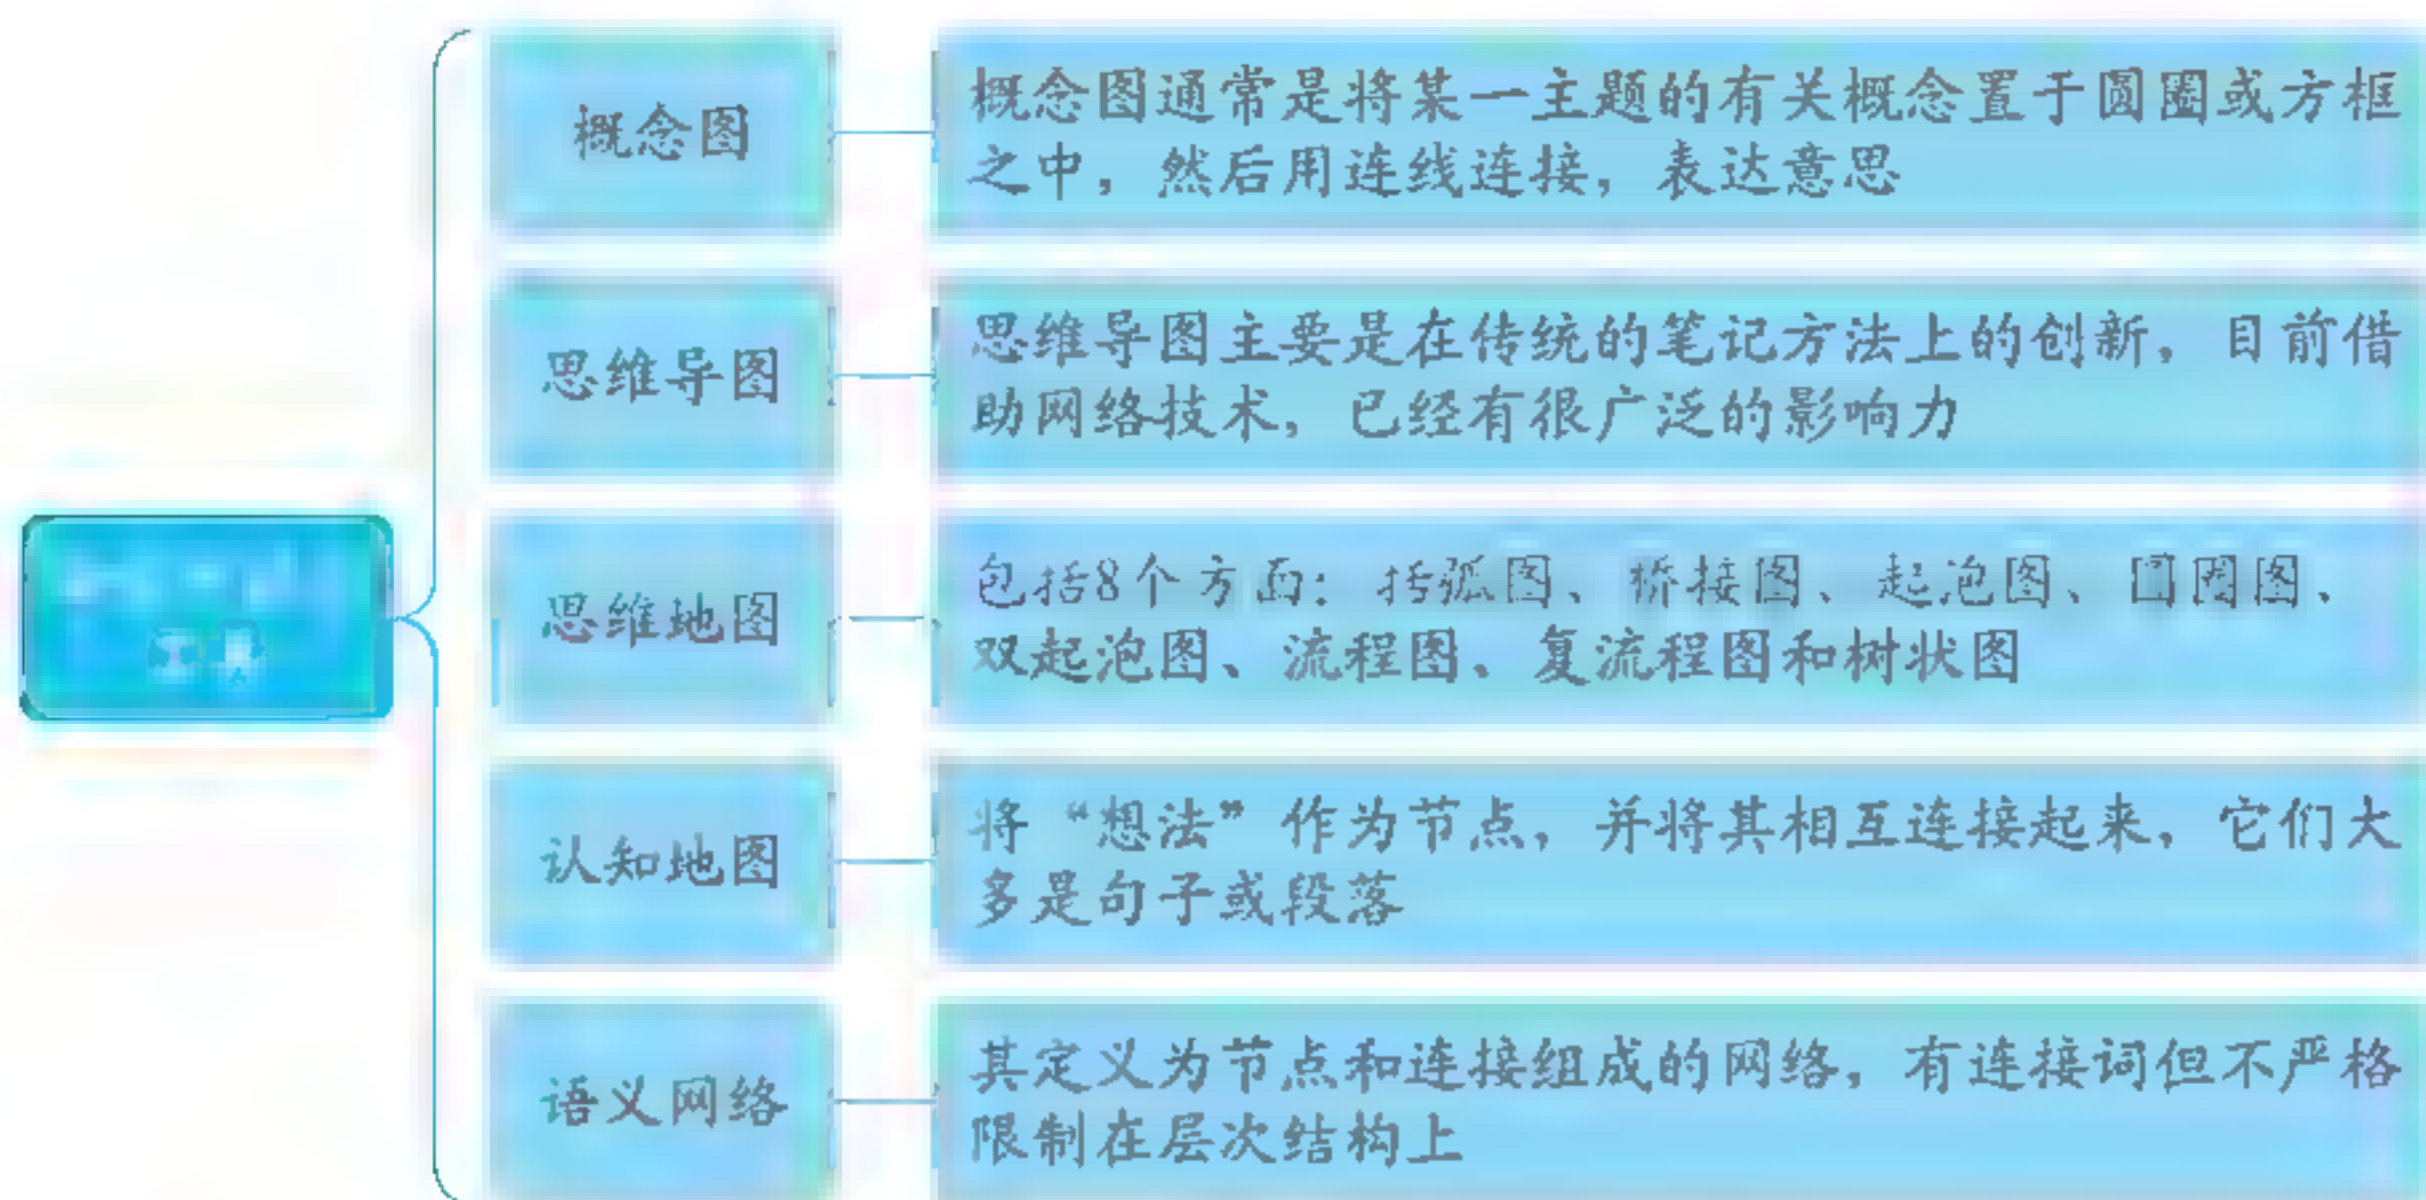 概念图
概念图通常是将某一主题的有关概念置于圆圈或方框
之中，然后用连线连接，表达意思
思维导图
思维导图主要是在传统的笔记方法上的创新，目前借
助网络技术，已经有很广泛的影响力
思维地图
包括8个方面：括弧图、桥接图、起泡图、圆圈图、
双起泡图、流程图、复流程图和树状图
认知地图
将“想法”作为节点，并将其相互连接起来，它们大
多是句子或段落
语义网络
其定义为节点和连接组成的网络，有连接词但不严格
限制在层次结构上